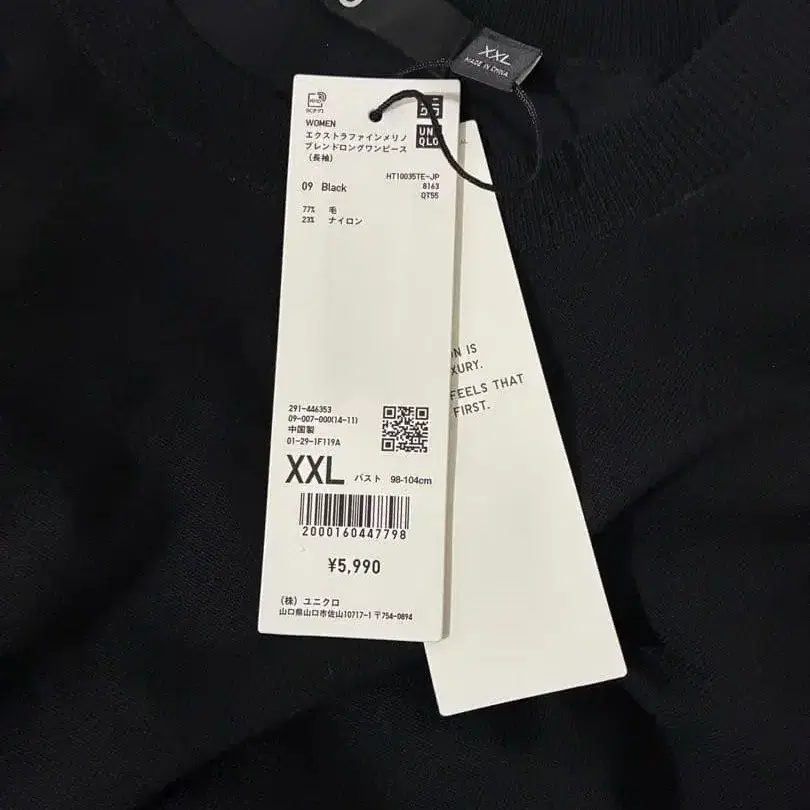 XXL
MADE IN CHINA
RFID
WOMEN
ユニ
クロ
UNI
QLO
エクストラファインメリノ
ブレンドロングワンピース
(長袖)
HT10035TE-JP
09 Black
8163
QT55
77% 毛
23% ナイロン
ON IS
XURY.
FEELS THAT
FIRST.
291-446353
09-007-000(14-11)
中国製
01-29-1F119A
XXL バスト 98-104cm
2000160447798
¥5,990
(株) ユニクロ
山口県山口市佐山10717-1 〒754-0894